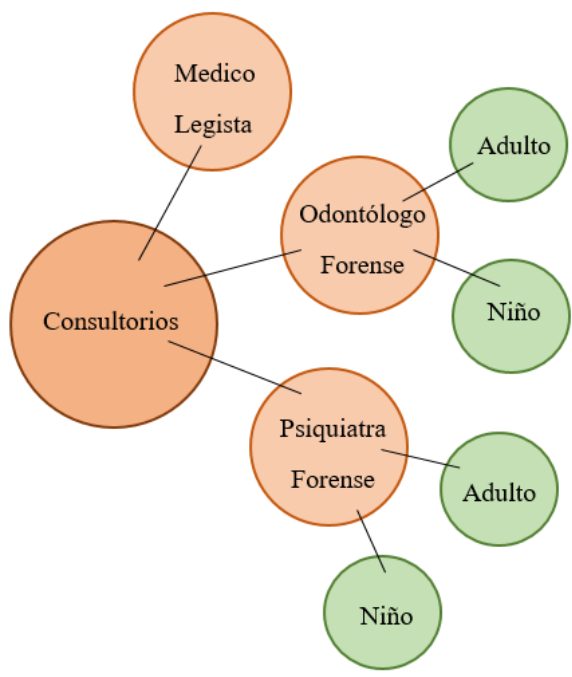 Medico
Legista
Adulto
Odontólogo
Forense
Niño
Consultorios
Psiquiatra
Forense
Adulto
Niño